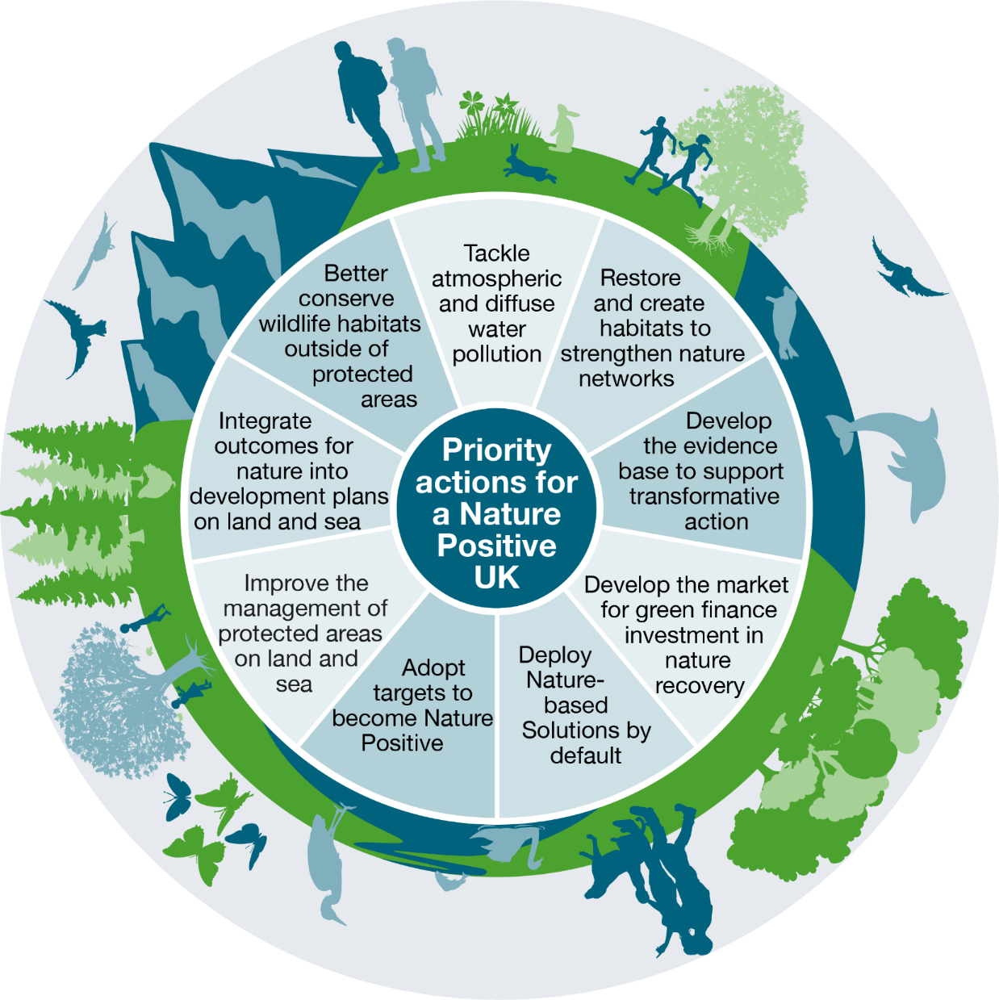 Priority
actions for
a Nature
Positive
UK
Tackle
atmospheric
and diffuse
water
pollution
Restore
and create
habitats to
strengthen nature
networks
Develop
the evidence
base to support
transformative
action
Develop the market
for green finance
investment in
nature
recovery
Deploy
Nature-
based
Solutions by
default
Adopt
targets to
become Nature
Positive
Improve the
management of
protected areas
on land and
sea
Integrate
outcomes for
nature into
development plans
on land and sea
Better
conserve
wildlife habitats
outside of
protected
areas